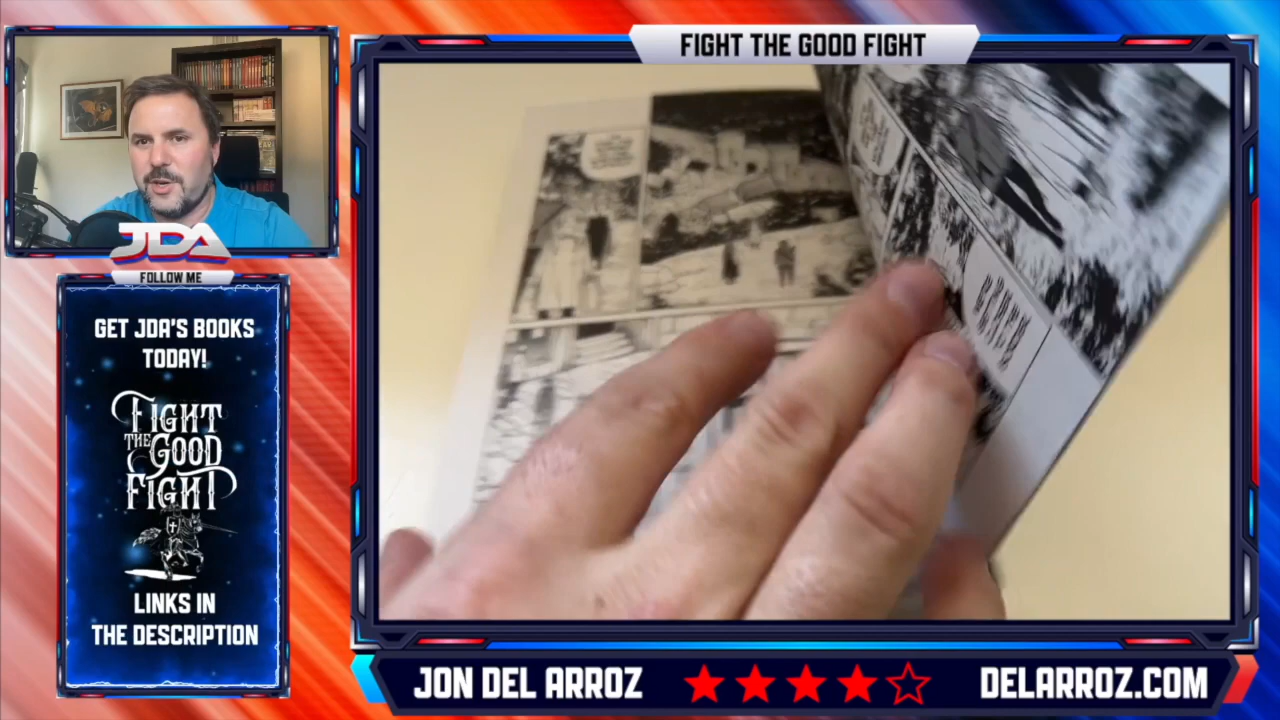 FIGHT THE GOOD FIGHT
JDA
FOLLOW ME
GET JDA'S BOOKS
TODAY!
FIGHT
THE GOOD
FIGHT
LINKS IN
THE DESCRIPTION
JON DEL ARROZ
DELARROZ.COM